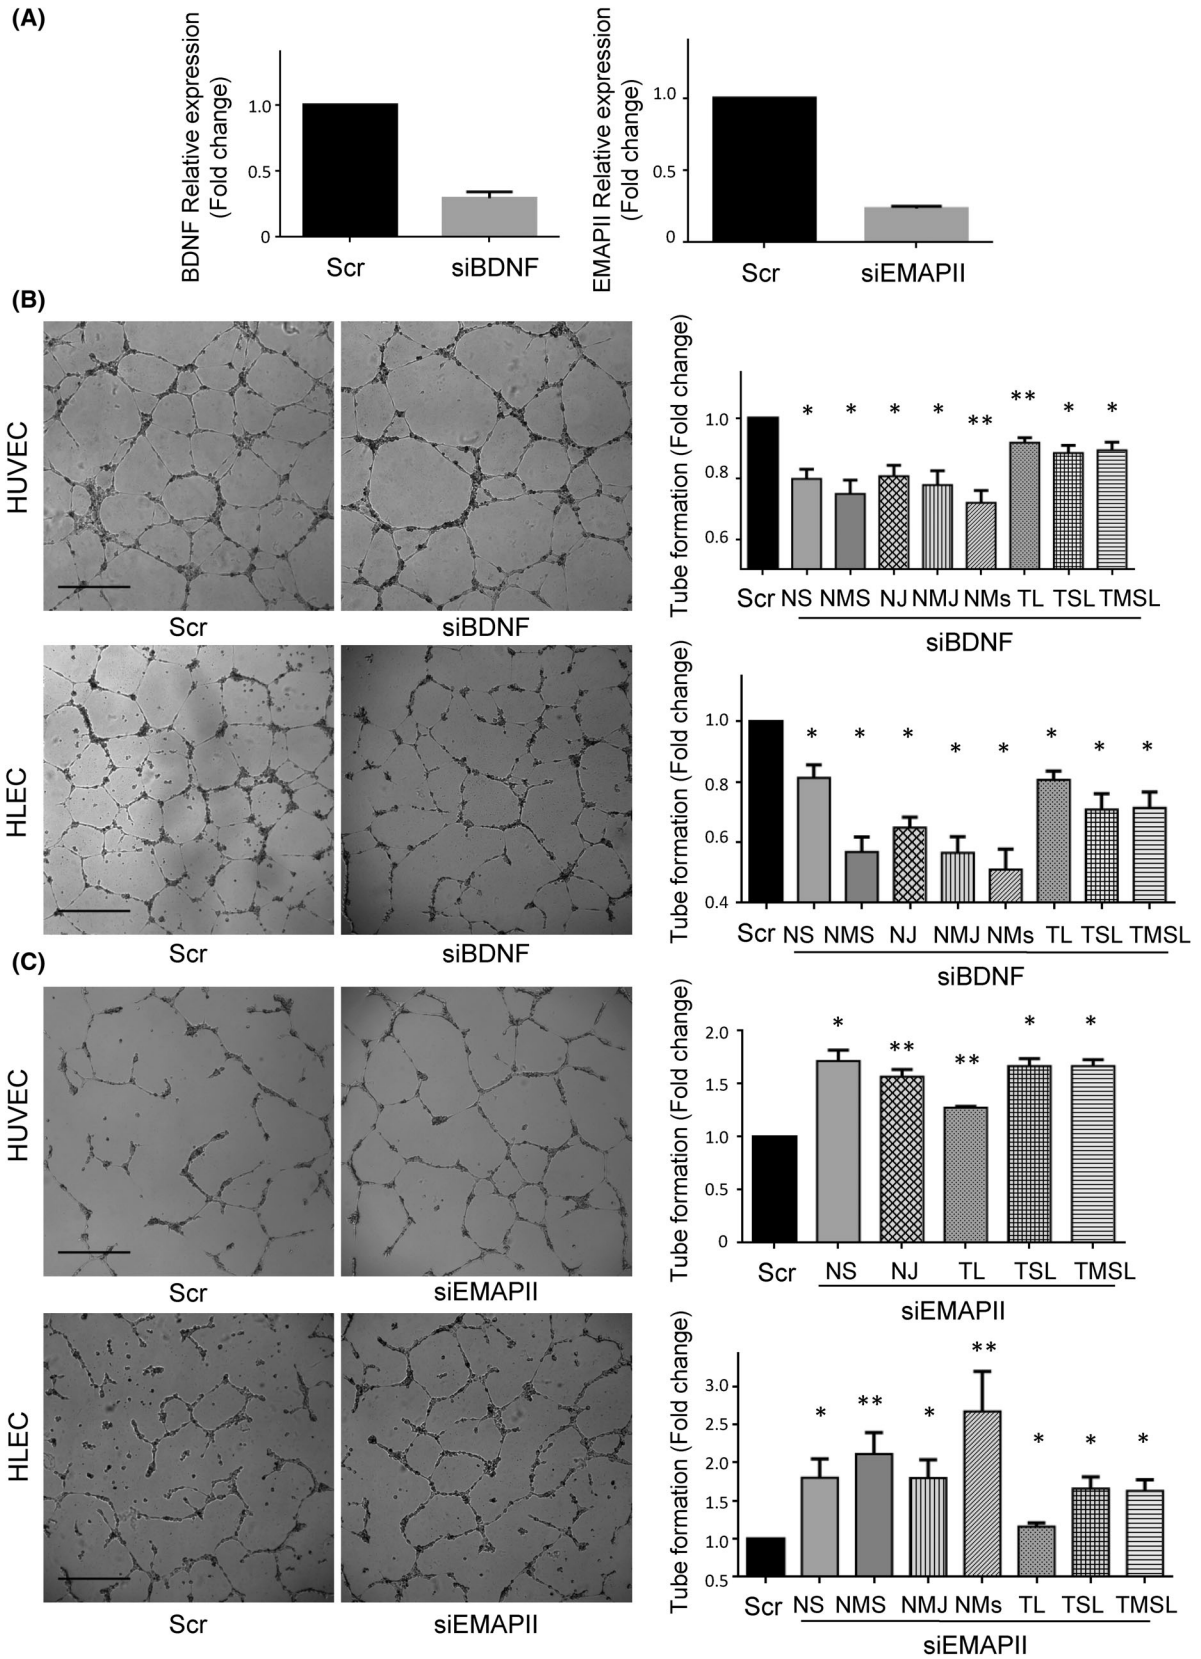 (A)
BDNF Relative expression
(Fold change)
1.0
0.5
0
Scr siBDNF
EMAPII Relative expression
(Fold change)
1.0
0.5
0
Scr siEMAPII
(B)
HUVEC
Scr siBDNF
Tube formation (Fold change)
1.0
0.8
0.6
* * * * ** ** * *
Scr NS NMS NJ NMJ NMs TL TSL TMSL
siBDNF
HLEC
Scr siBDNF
Tube formation (Fold change)
1.0
0.8
0.6
0.4
* * * * * * * *
Scr NS NMS NJ NMJ NMs TL TSL TMSL
siBDNF
(C)
HUVEC
Scr siEMAPII
Tube formation (Fold change)
2.0
1.5
1.0
0.5
0
* ** ** * *
Scr NS NJ TL TSL TMSL
siEMAPII
HLEC
Scr siEMAPII
Tube formation (Fold change)
3.0
2.5
2.0
1.5
1.0
0.5
* ** * ** * * *
Scr NS NMS NMJ NMs TL TSL TMSL
siEMAPII